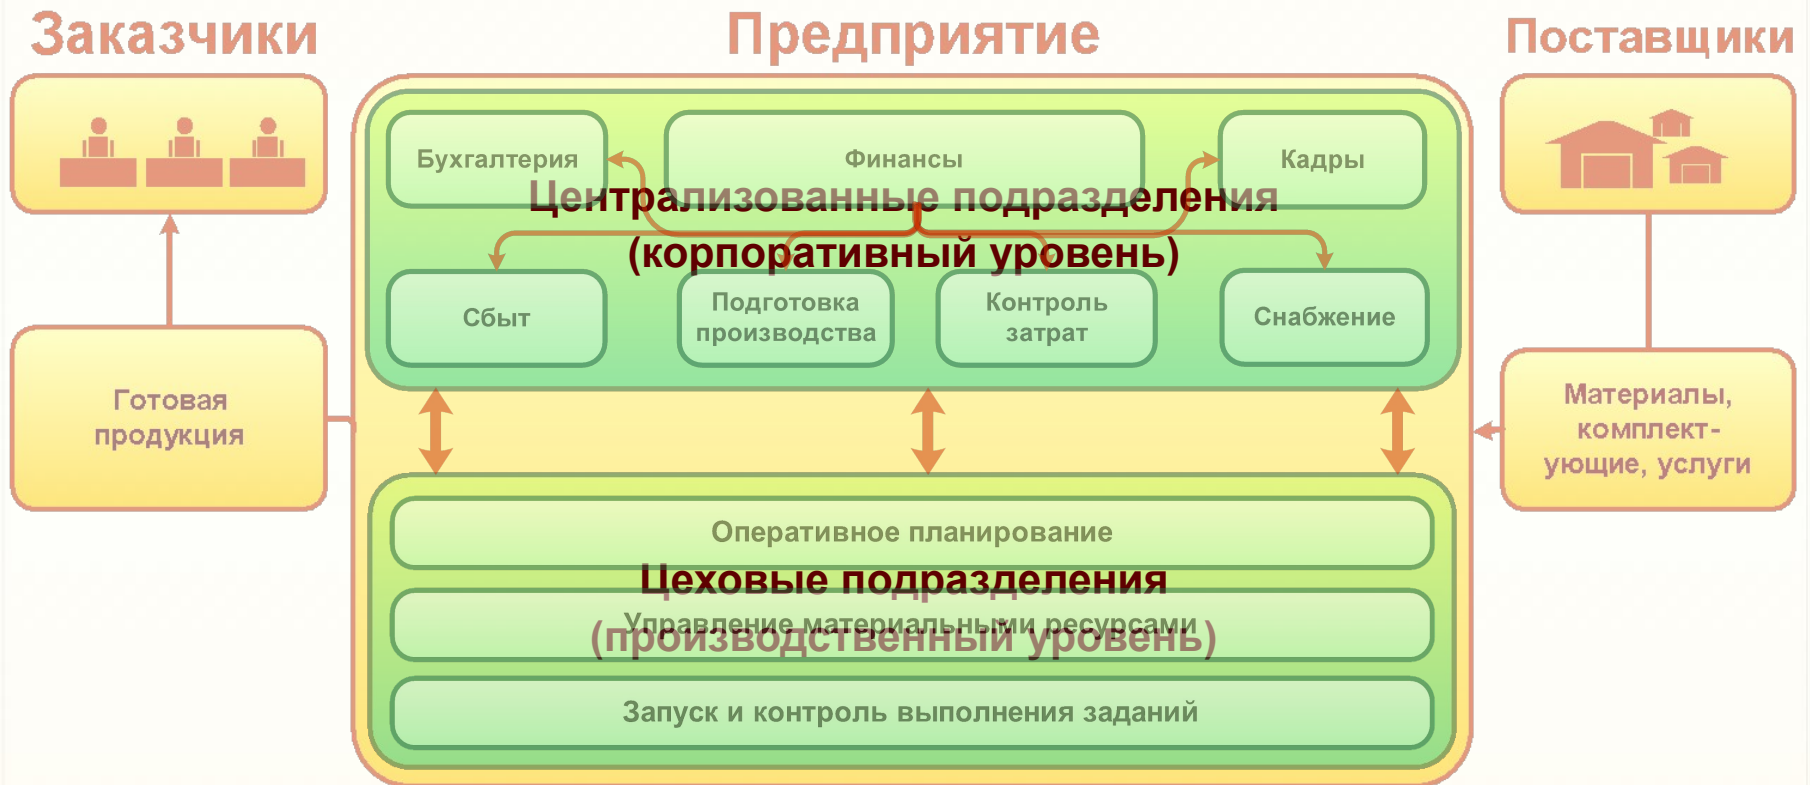 Заказчики
Предприятие
Поставщики
Бухгалтерия
Финансы
Кадры
Централизованные подразделения
(корпоративный уровень)
Сбыт
Подготовка
производства
Контроль
затрат
Снабжение
Готовая
продукция
Материалы,
комплект-
ующие, услуги
Оперативное планирование
Цеховые подразделения
Управление материальными ресурсами
(производственный уровень)
Запуск и контроль выполнения заданий